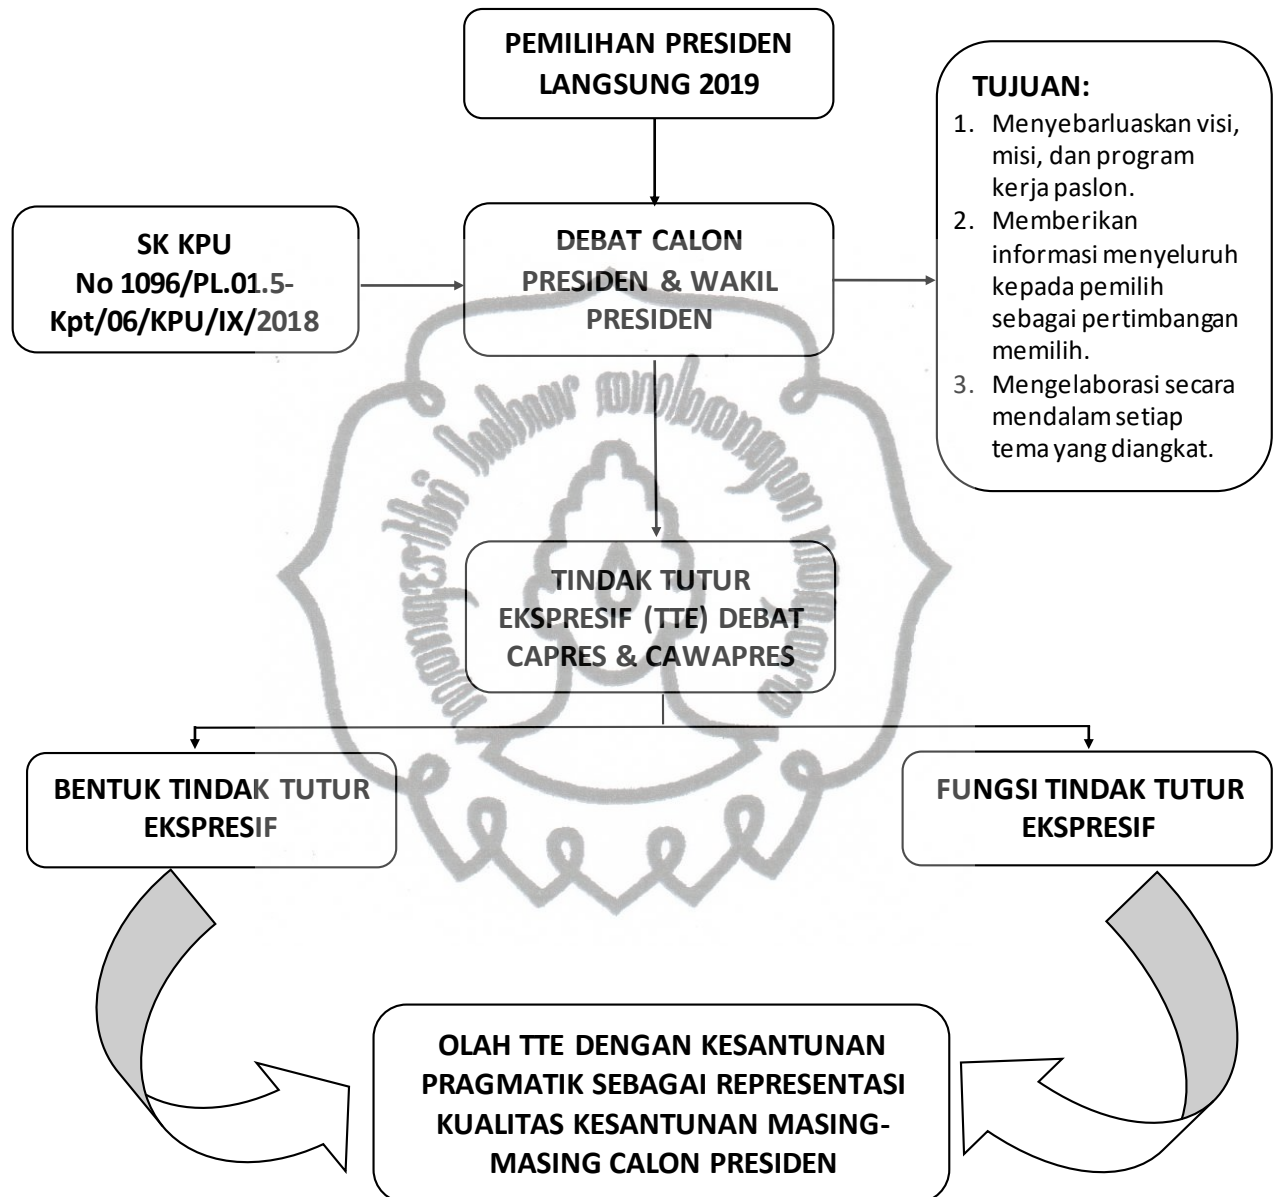 PEMILIHAN PRESIDEN
LANGSUNG 2019
TUJUAN:
1. Menyebarluaskan visi,
misi, dan program
kerja paslon.
2. Memberikan
informasi menyeluruh
kepada pemilih
sebagai pertimbangan
memilih.
3. Mengelaborasi secara
mendalam setiap
tema yang diangkat.
SK KPU
No 1096/PL.01.5-
Kpt/06/KPU/IX/2018
DEBAT CALON
PRESIDEN & WAKIL
PRESIDEN
TINDAK TUTUR
EKSPRESIF (TTE) DEBAT
CAPRES & CAWAPRES
BENTUK TINDAK TUTUR
EKSPRESIF
FUNGSI TINDAK TUTUR
EKSPRESIF
OLAH TTE DENGAN KESANTUNAN
PRAGMATIK SEBAGAI REPRESENTASI
KUALITAS KESANTUNAN MASING-
MASING CALON PRESIDEN